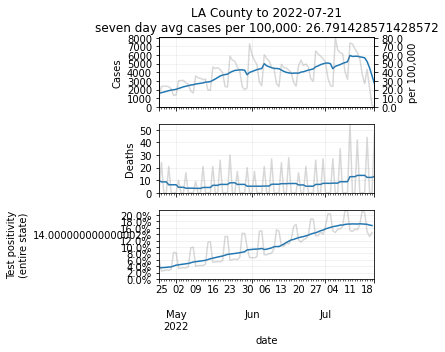 LA County to 2022-07-21
seven day avg cases per 100,000: 26.791428571428572
8000 80.0
7000 70.0
6000 60.0
5000 50.0
4000 40.0
3000 30.0
2000 20.0
1000 10.0
0 0.0
Cases
per 100,000
50
40
30
20
10
0
Deaths
20.0%
18.0%
16.0%
14.000000000000002%
12.0%
10.0%
8.0%
6.0%
4.0%
2.0%
0.0%
Test positivity
(entire state)
25 02 09 16 23 30 06 13 20 27 04 11 18
May Jun Jul
2022
date